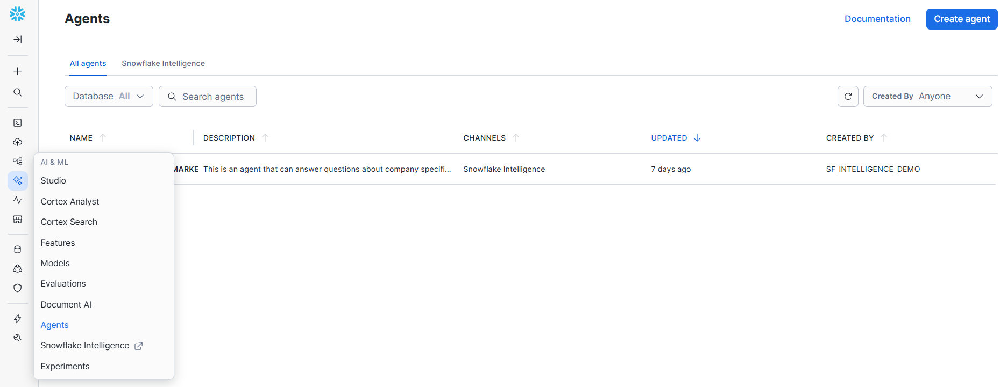 Agents
Documentation
Create agent
All agents
Snowflake Intelligence
Database All
Search agents
Created By Anyone
NAME
DESCRIPTION
CHANNELS
UPDATED
CREATED BY
MARKE
This is an agent that can answer questions about company specifi...
Snowflake Intelligence
7 days ago
SF_INTELLIGENCE_DEMO
AI & ML
Studio
Cortex Analyst
Cortex Search
Features
Models
Evaluations
Document AI
Agents
Snowflake Intelligence
Experiments